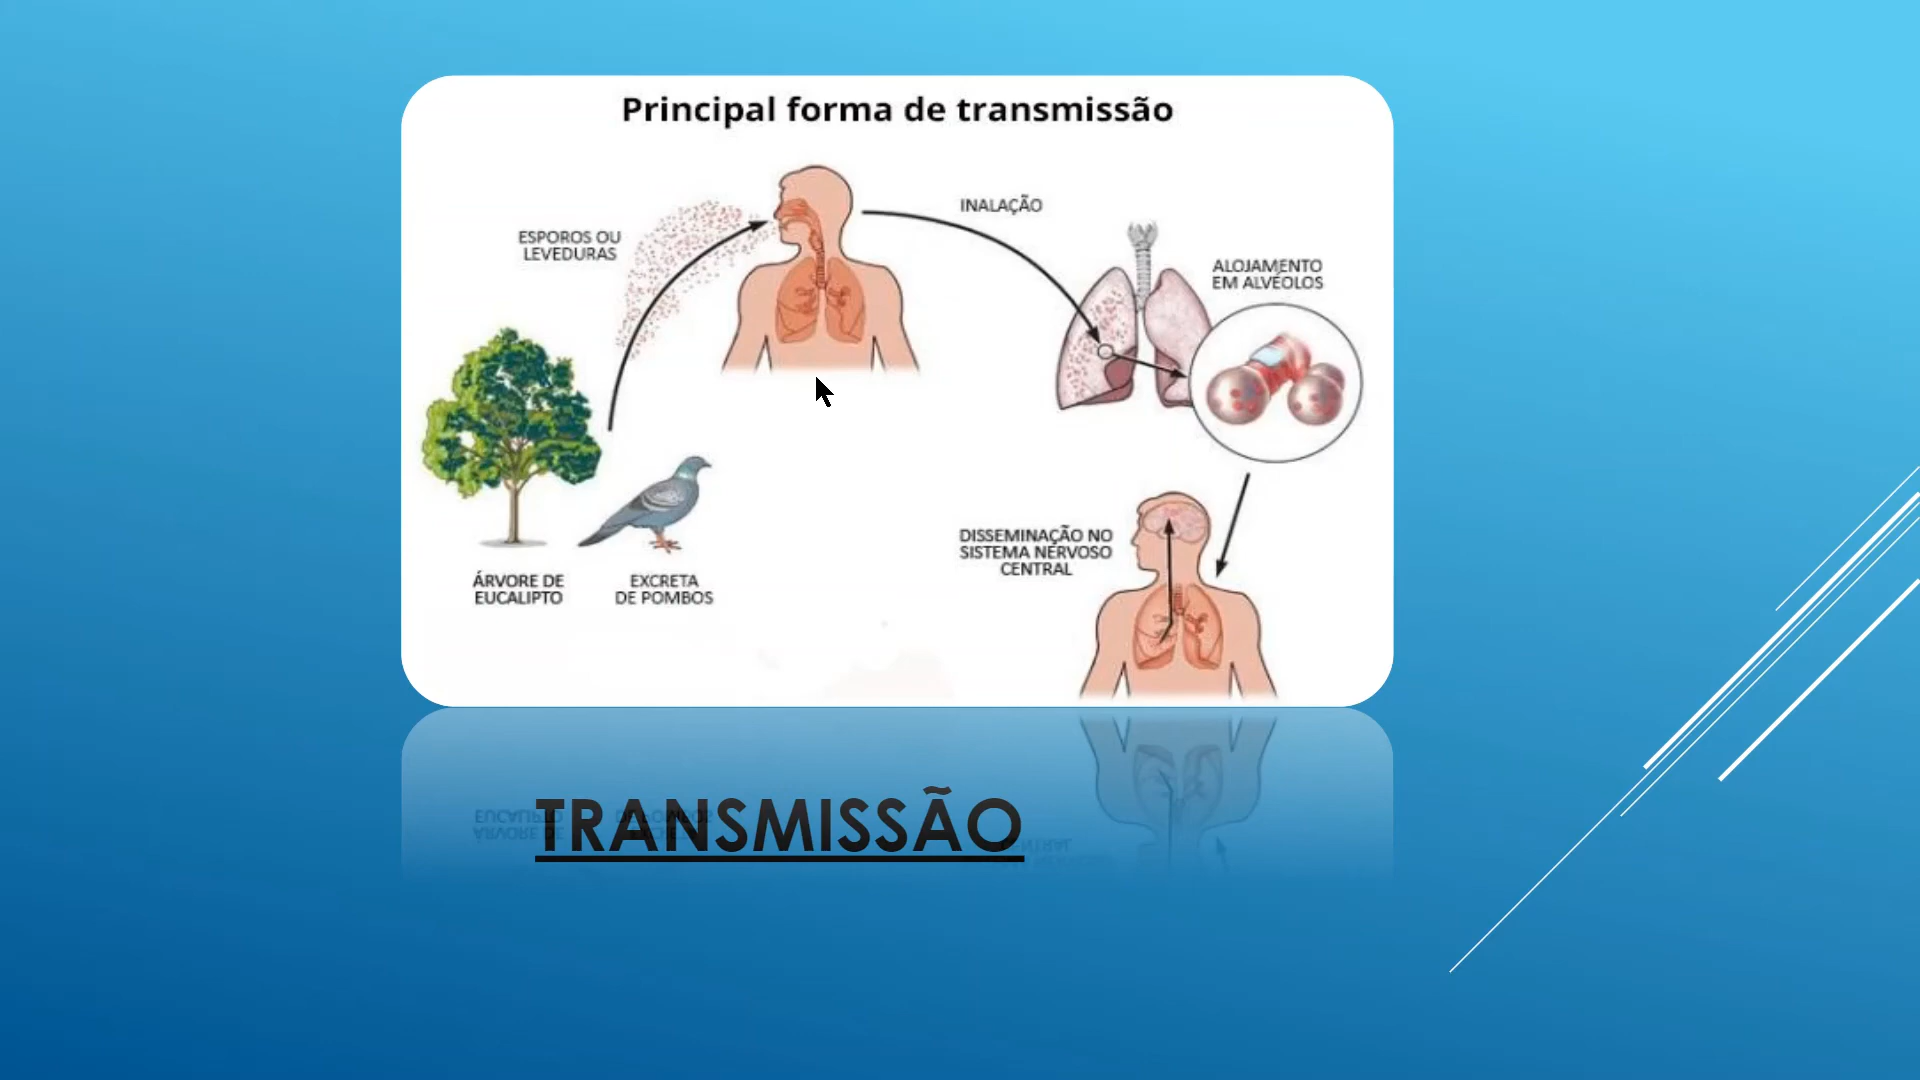 Principal forma de transmissão
INALAÇÃO
ESPOROS OU
LEVEDURAS
ALOJAMENTO
EM ALVÉOLOS
DISSEMINAÇÃO NO
SISTEMA NERVOSO
CENTRAL
ÁRVORE DE
EUCALIPTO
EXCRETA
DE POMBOS
TRANSMISSÃO